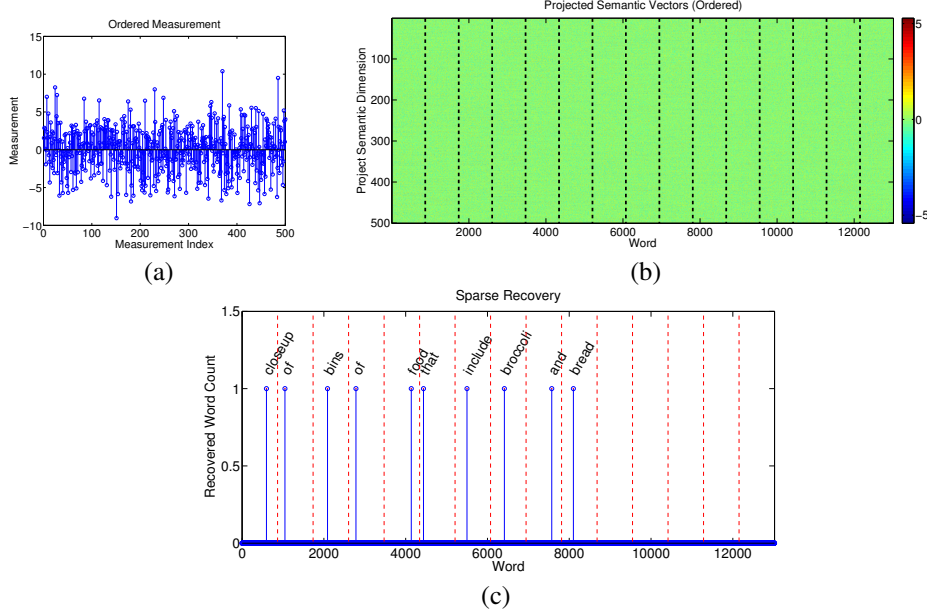 Ordered Measurement
15
10
5
0
−5
−10
0 100 200 300 400 500
Measurement
Measurement Index
(a)
Projected Semantic Vectors (Ordered)
100
200
300
400
500
2000 4000 6000 8000 10000 12000
Project Semantic Dimension
Word
5
0
−5
(b)
Sparse Recovery
1.5
1
0.5
0
0 2000 4000 6000 8000 10000 12000
Recovered Word Count
closeup
of
bins
of
food
that
include
broccoli
and
bread
Word
(c)